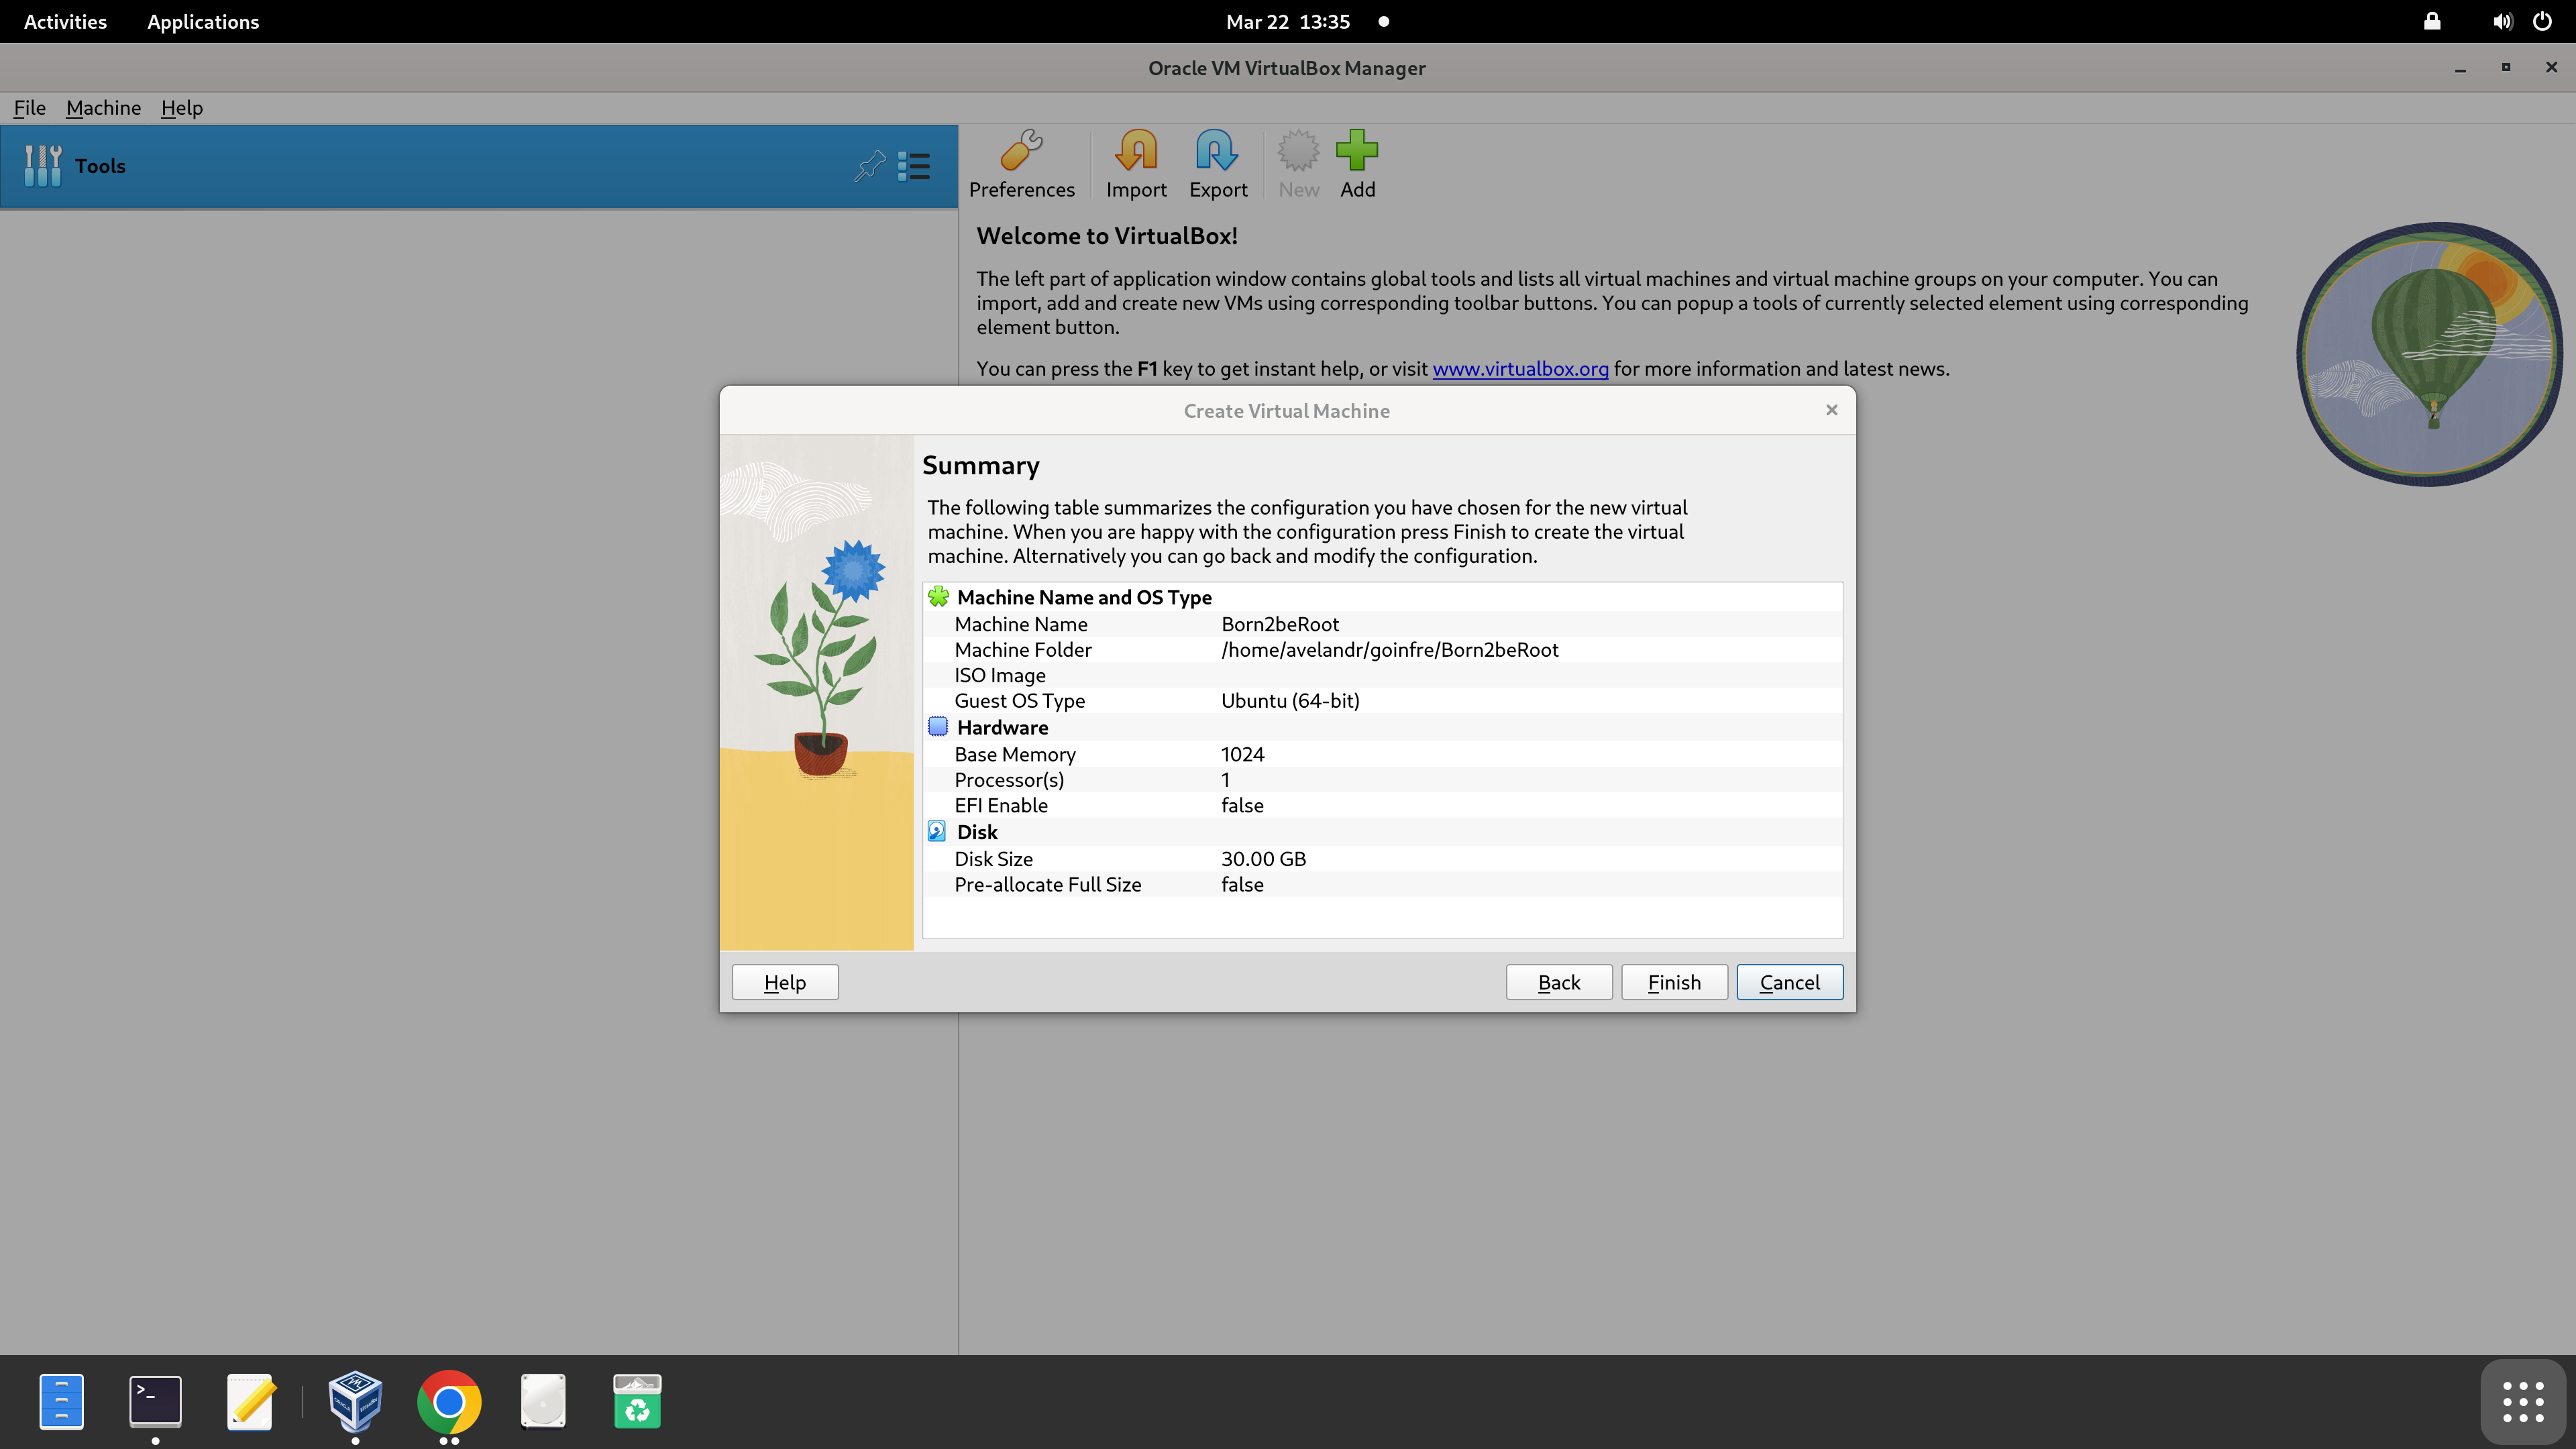 Activities Applications Mar 22 13:35
Oracle VM VirtualBox Manager
File Machine Help
Tools
Preferences Import Export New Add
Welcome to VirtualBox!
The left part of application window contains global tools and lists all virtual machines and virtual machine groups on your computer. You can
import, add and create new VMs using corresponding toolbar buttons. You can popup a tools of currently selected element using corresponding
element button.
You can press the F1 key to get instant help, or visit www.virtualbox.org for more information and latest news.
Create Virtual Machine
Summary
The following table summarizes the configuration you have chosen for the new virtual
machine. When you are happy with the configuration press Finish to create the virtual
machine. Alternatively you can go back and modify the configuration.
Machine Name and OS Type
Machine Name Born2beRoot
Machine Folder /home/avelandr/goinfre/Born2beRoot
ISO Image
Guest OS Type Ubuntu (64-bit)
Hardware
Base Memory 1024
Processor(s) 1
EFI Enable false
Disk
Disk Size 30.00 GB
Pre-allocate Full Size false
Help Back Finish Cancel